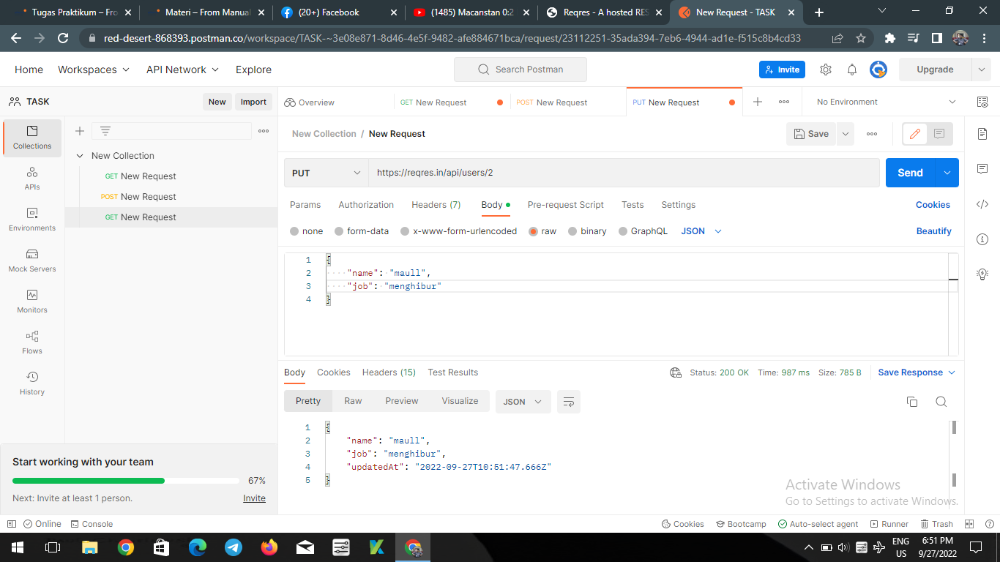 Tugas Praktikum – Fro
Materi – From Manual
(20+) Facebook
(1485) Macanstan 0:2
Reqres - A hosted RES
New Request - TASK
red-desert-868393.postman.co/workspace/TASK-~3e08e871-8d46-4e5f-9482-afe884671bca/request/23112251-35ada394-7eb6-4944-ad1e-f515c8b4cd33
Home Workspaces API Network Explore Search Postman Invite Upgrade
TASK New Import
Overview GET New Request POST New Request PUT New Request No Environment
Collections
APIs
Environments
Mock Servers
Monitors
Flows
History
New Collection
GET New Request
POST New Request
GET New Request
New Collection / New Request Save
PUT https://reqres.in/api/users/2 Send
Params Authorization Headers (7) Body Pre-request Script Tests Settings Cookies
none form-data x-www-form-urlencoded raw binary GraphQL JSON Beautify
1 {
2 "name": "maull",
3 "job": "menghibur"
4 }
Body Cookies Headers (15) Test Results Status: 200 OK Time: 987 ms Size: 785 B Save Response
Pretty Raw Preview Visualize JSON
1 {
2 "name": "maull",
3 "job": "menghibur",
4 "updatedAt": "2022-09-27T10:51:47.666Z"
5 }
Start working with your team
67%
Next: Invite at least 1 person. Invite
Activate Windows
Go to Settings to activate Windows.
Online Console Cookies Bootcamp Auto-select agent Runner Trash
ENG
US
6:51 PM
9/27/2022